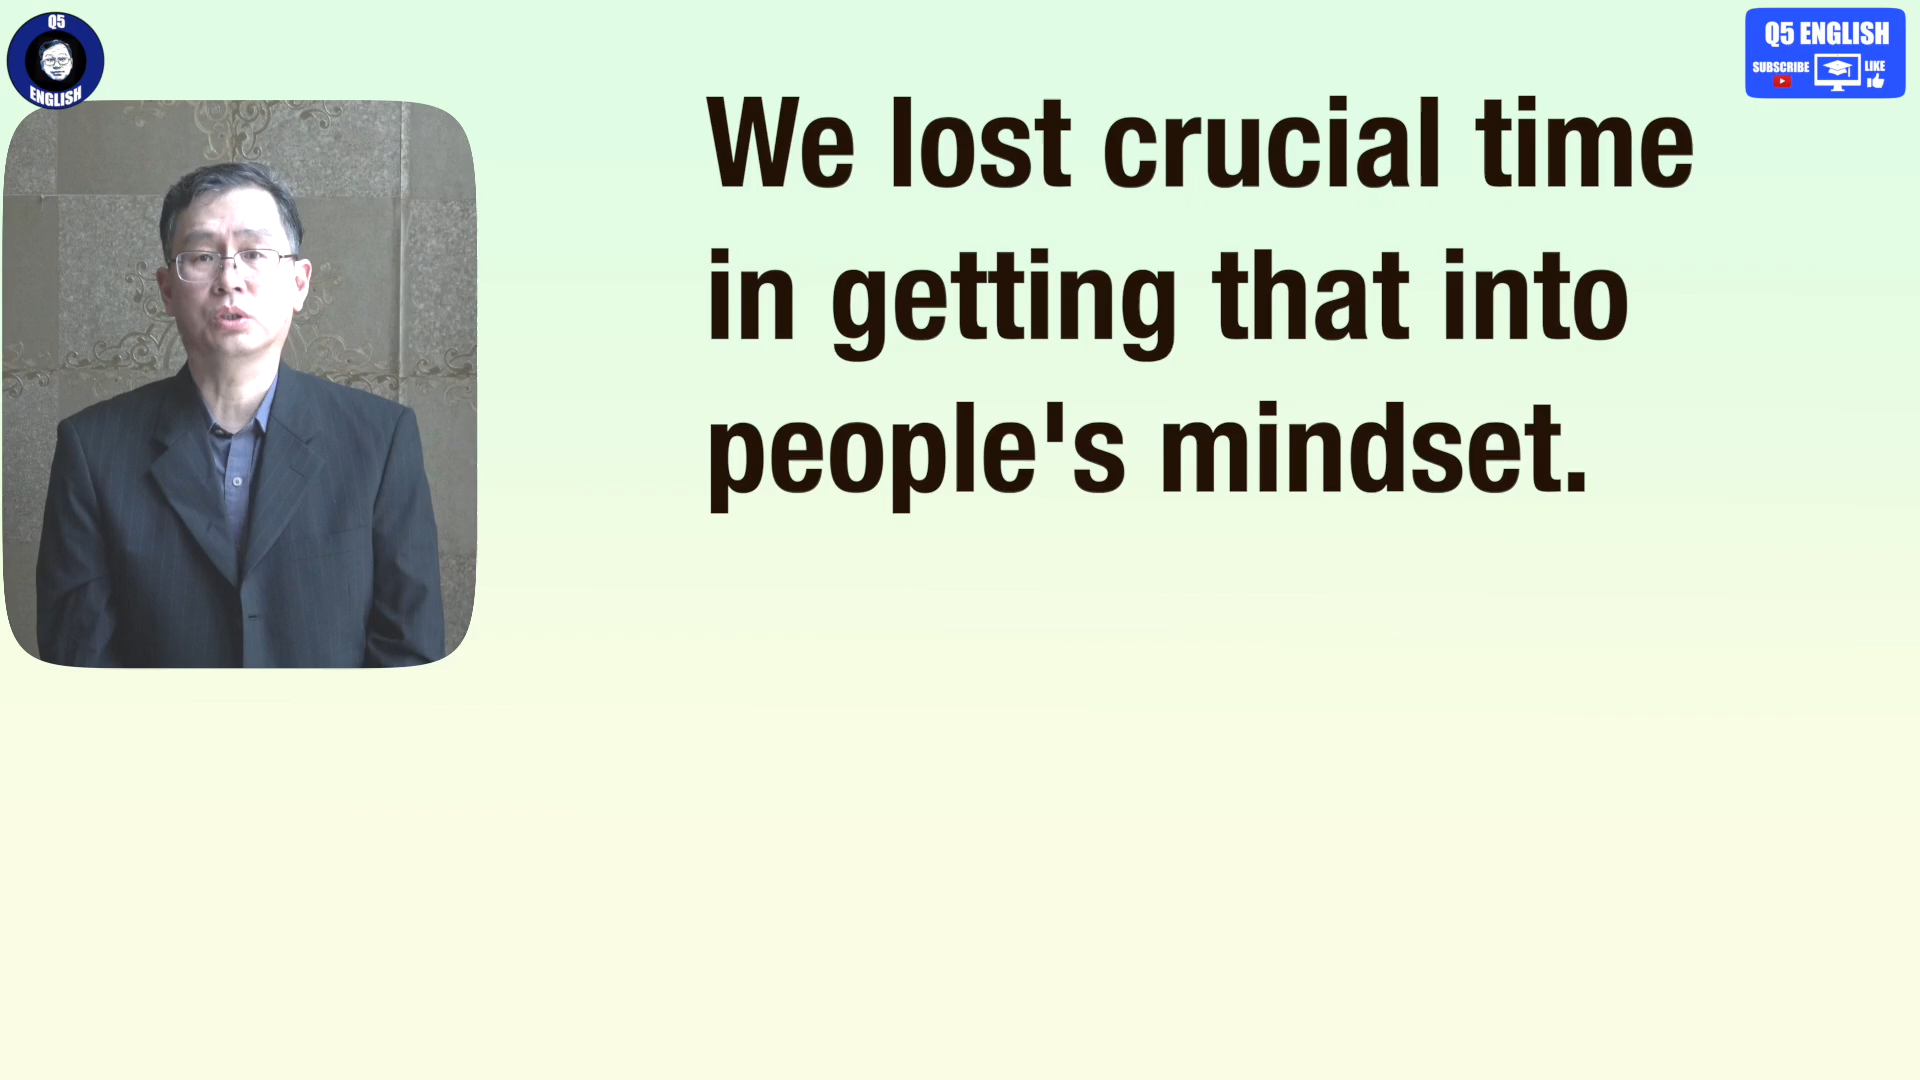 Q5
ENGLISH
Q5 ENGLISH
SUBSCRIBE
LIKE
We lost crucial time
in getting that into
people's mindset.